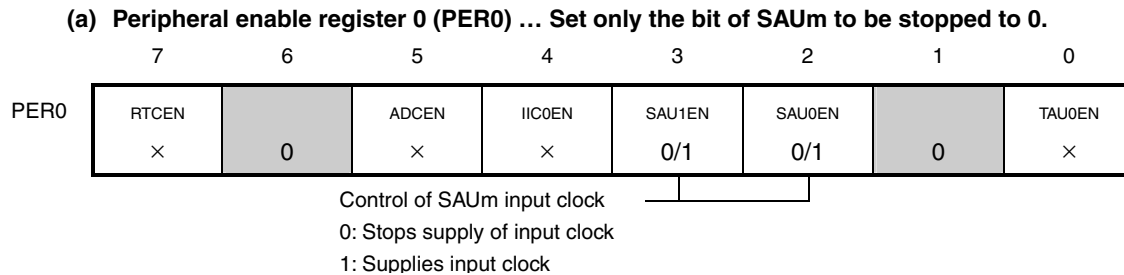 (a) Peripheral enable register 0 (PER0) … Set only the bit of SAUm to be stopped to 0.
7 6 5 4 3 2 1 0
PER0 RTCEN ADCEN IIC0EN SAU1EN SAU0EN TAU0EN
× 0 × × 0/1 0/1 0 ×
Control of SAUm input clock
0: Stops supply of input clock
1: Supplies input clock